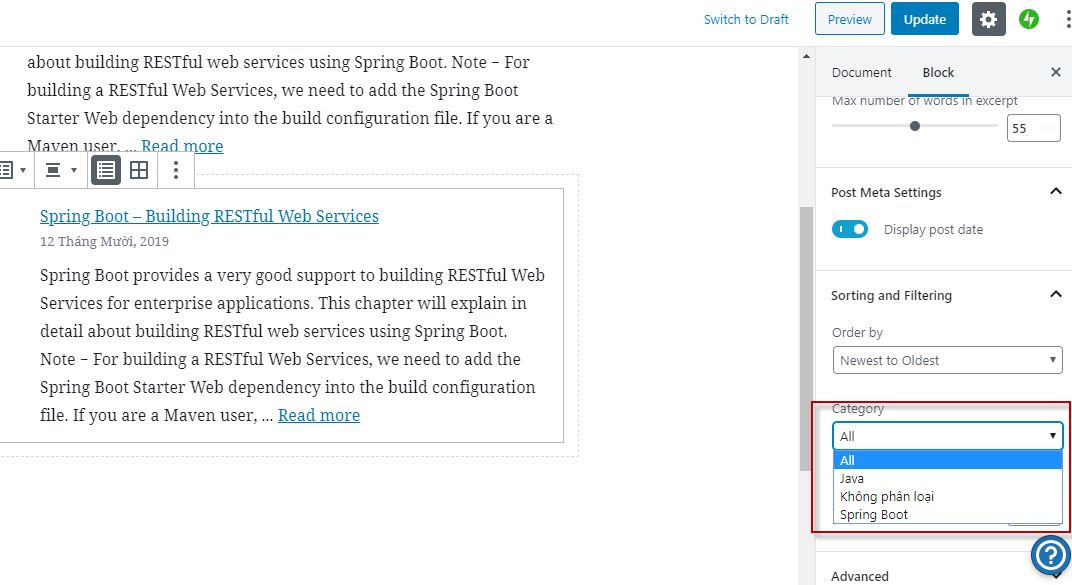 Switch to Draft
Preview
Update
about building RESTful web services using Spring Boot. Note − For
building a RESTful Web Services, we need to add the Spring Boot
Starter Web dependency into the build configuration file. If you are a
Maven user, ... Read more
Spring Boot – Building RESTful Web Services
12 Tháng Mười, 2019
Spring Boot provides a very good support to building RESTful Web
Services for enterprise applications. This chapter will explain in
detail about building RESTful web services using Spring Boot.
Note − For building a RESTful Web Services, we need to add the
Spring Boot Starter Web dependency into the build configuration
file. If you are a Maven user, ... Read more
Document
Block
Max number of words in excerpt
55
Post Meta Settings
Display post date
Sorting and Filtering
Order by
Newest to Oldest
Category
All
All
Java
Không phân loại
Spring Boot
Advanced